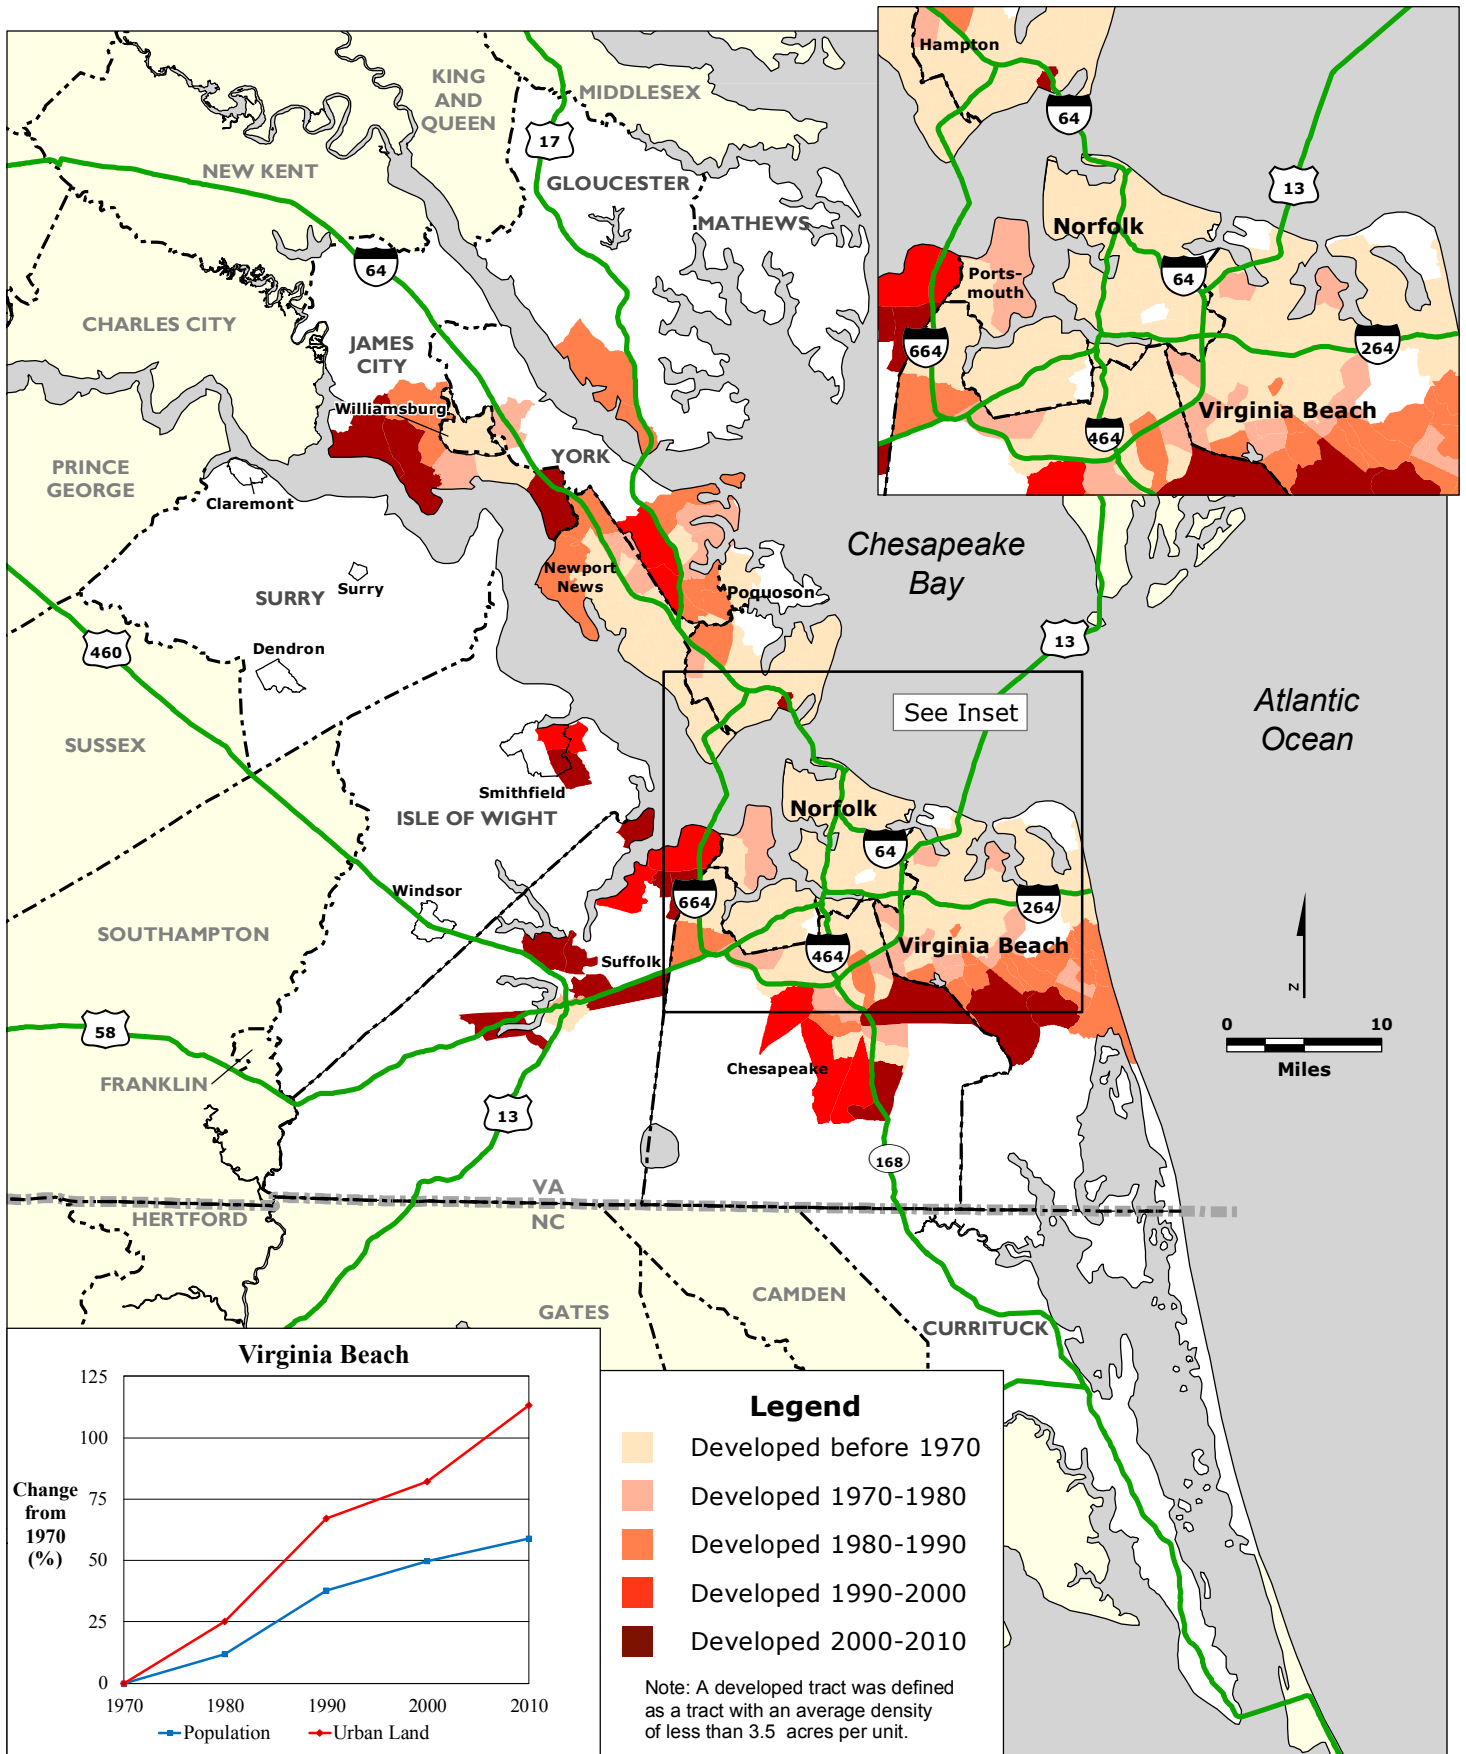 KING
AND
QUEEN
MIDDLESEX
17
NEW KENT
GLOUCESTER
MATHEWS
64
CHARLES CITY
JAMES
CITY
Williamsburg
YORK
PRINCE
GEORGE
Claremont
Newport
News
Poquoson
SURRY
Surry
Dendron
460
Chesapeake
Bay
13
Atlantic
Ocean
See Inset
SUSSEX
Smithfield
ISLE OF WIGHT
Norfolk
64
Windsor
664
264
SOUTHAMPTON
Suffolk
464
Virginia Beach
58
FRANKLIN
Chesapeake
13
168
N
0
10
Miles
VA
NC
HERTFORD
GATES
CAMDEN
CURRITUCK
Hampton
64
13
Norfolk
Ports-
mouth
64
664
264
Virginia Beach
464
Virginia Beach
125
100
75
50
25
0
Change
from
1970
(%)
1970
1980
1990
2000
2010
Population
Urban Land
Legend
Developed before 1970
Developed 1970-1980
Developed 1980-1990
Developed 1990-2000
Developed 2000-2010
Note: A developed tract was defined
as a tract with an average density
of less than 3.5 acres per unit.